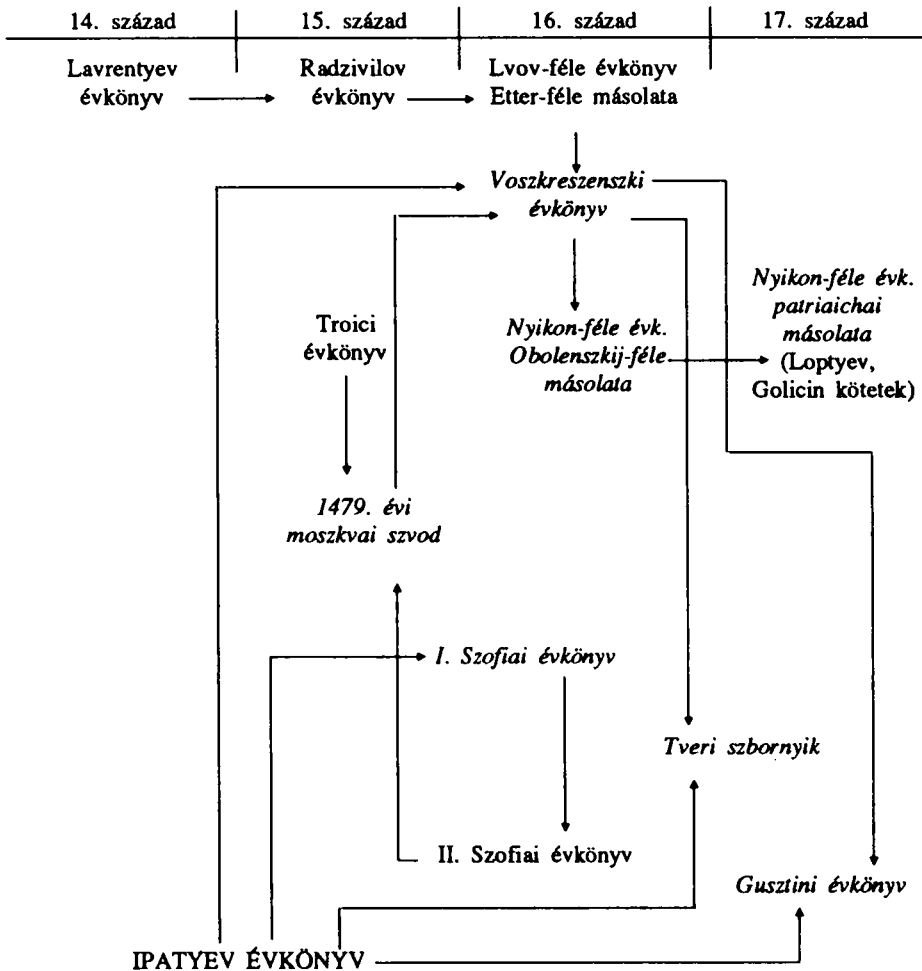 14. század
15. század
16. század
17. század
Lavrentyev
évkönyv
Radzivilov
évkönyv
Lvov-féle évkönyv
Etter-féle másolata
Voszkreszenszki
évkönyv
Troici
évkönyv
Nyikon-féle évk.
Obolenszkij-féle
másolata
Nyikon-féle évk.
patriaichai
másolata
(Loptyev,
Golicin kötetek)
1479. évi
moszkvai szvod
I. Szofiai évkönyv
Tveri szbornyik
II. Szofiai évkönyv
Gusztini évkönyv
IPATYEV ÉVKÖNYV